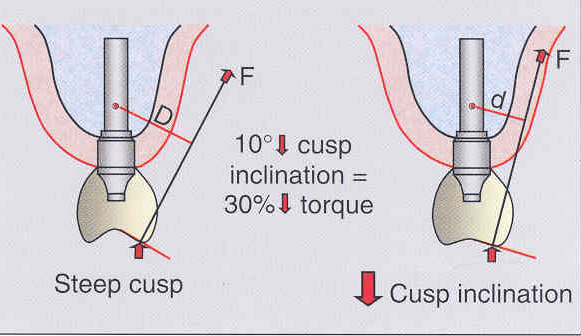 F
D
10° cusp
inclination =
30% torque
Steep cusp
F
d
Cusp inclination